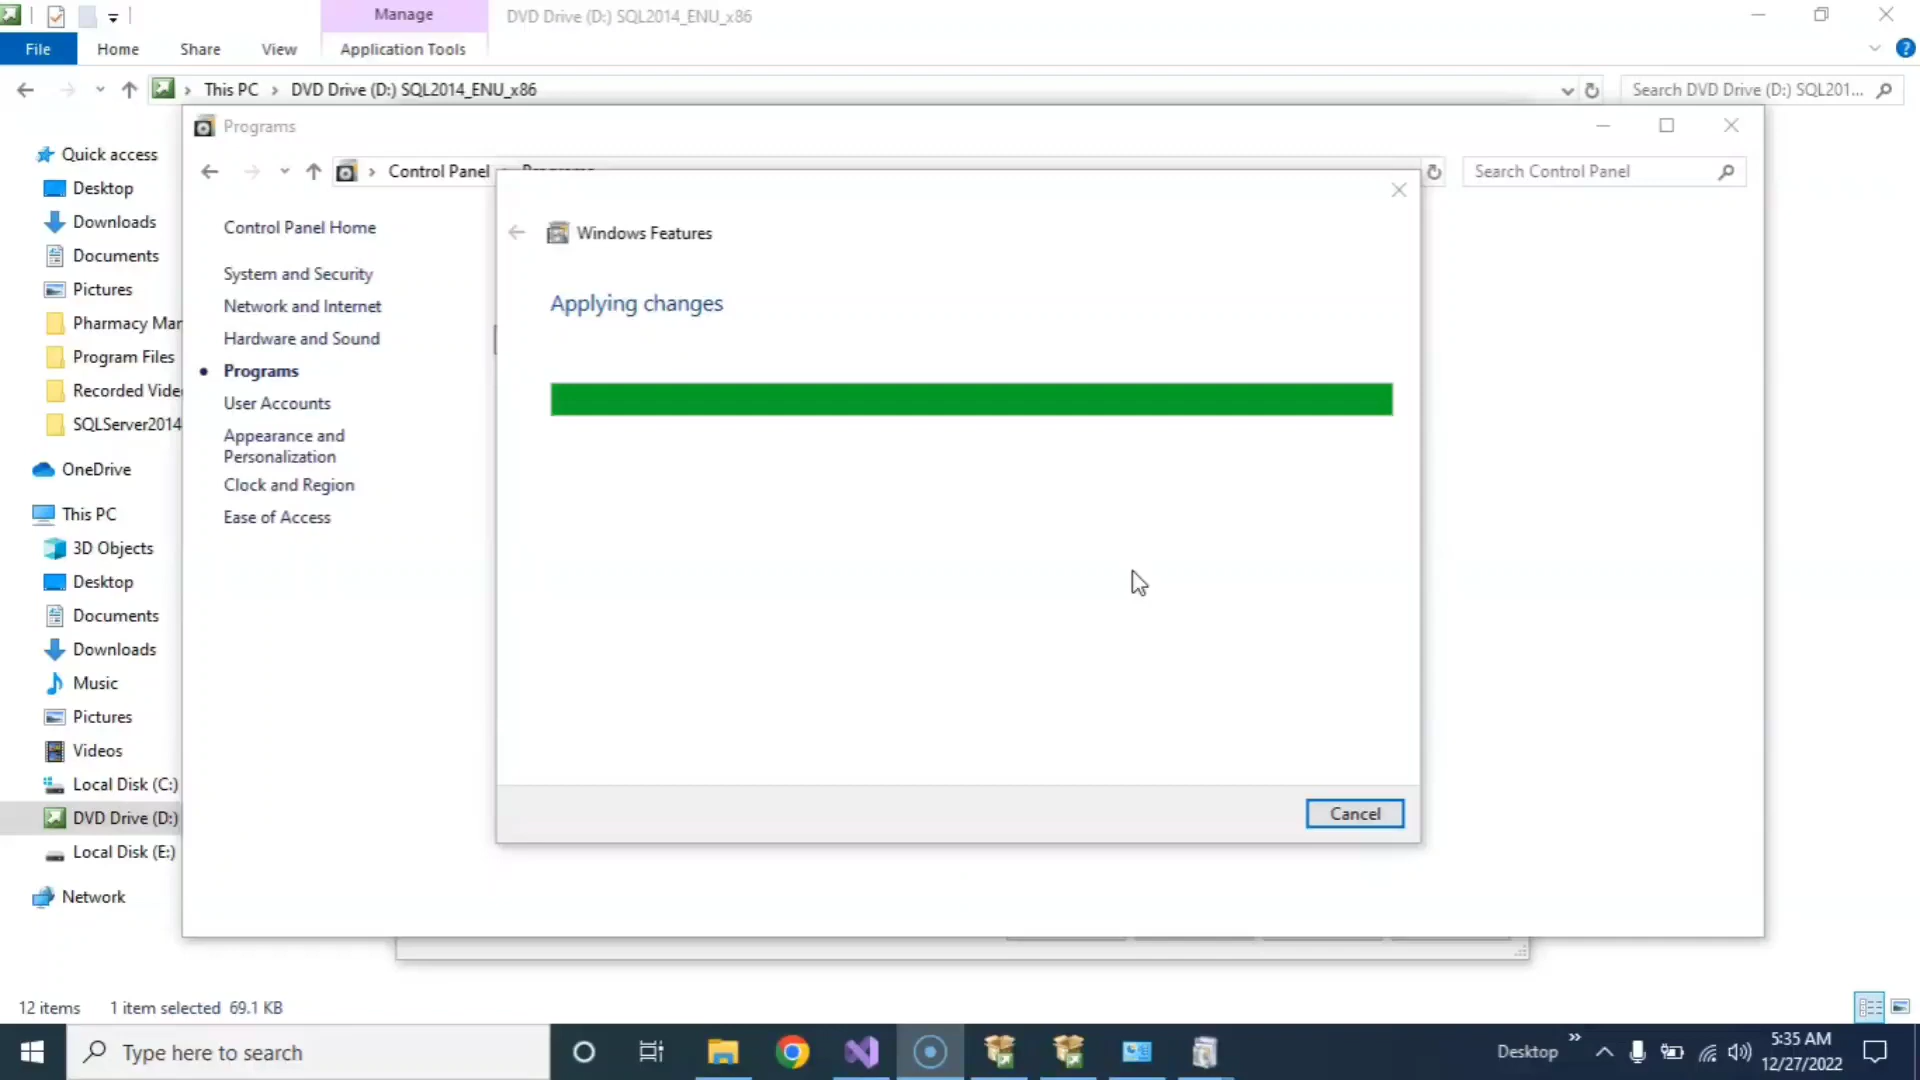 Manage
DVD Drive (D:) SQL2014_ENU_x86
File
Home
Share
View
Application Tools
This PC
DVD Drive (D:) SQL2014_ENU_x86
Search DVD Drive (D:) SQL201...
Programs
Control Panel
Search Control Panel
Quick access
Desktop
Downloads
Documents
Pictures
Pharmacy Mar
Program Files
Recorded Vide
SQLServer2014
OneDrive
This PC
3D Objects
Desktop
Documents
Downloads
Music
Pictures
Videos
Local Disk (C:)
DVD Drive (D:)
Local Disk (E:)
Network
Control Panel Home
System and Security
Network and Internet
Hardware and Sound
Programs
User Accounts
Appearance and
Personalization
Clock and Region
Ease of Access
Windows Features
Applying changes
Cancel
12 items
1 item selected 69.1 KB
Type here to search
Desktop
5:35 AM
12/27/2022